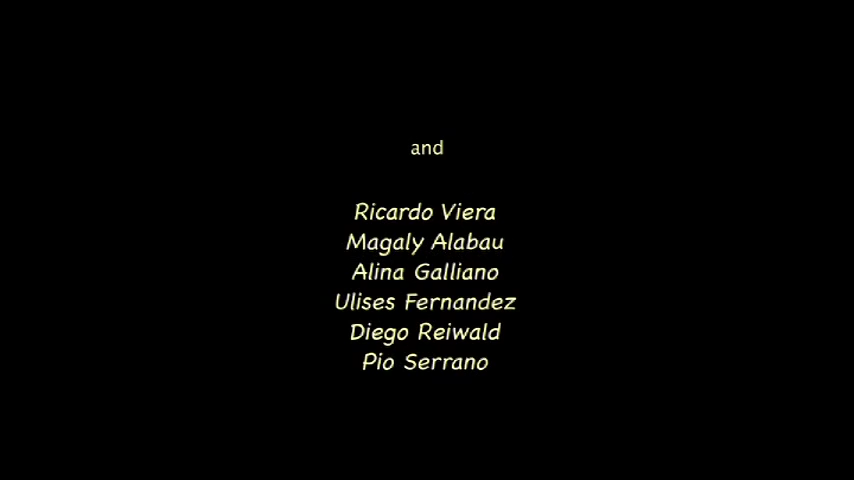 and
Ricardo Viera
Magaly Alabau
Alina Galliano
Ulises Fernandez
Diego Reiwald
Pio Serrano